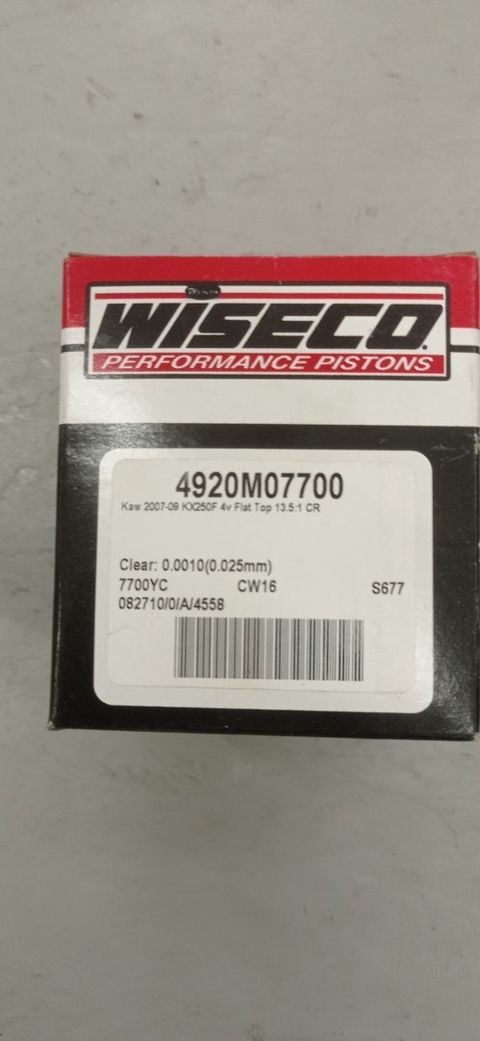 WISECO.
PERFORMANCE PISTONS
4920M07700
Kaw 2007-09 KX250F 4v Flat Top 13.5:1 CR
Clear: 0.0010(0.025mm)
7700YC CW16 S677
082710/0/A/4558